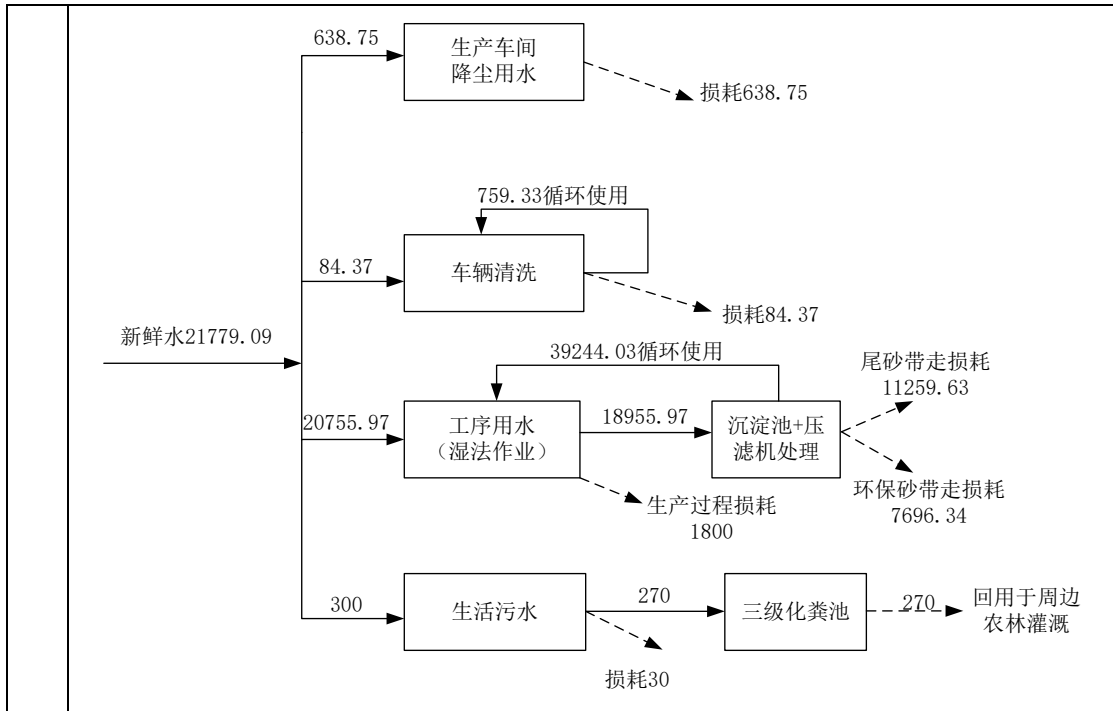 638.75
生产车间
降尘用水
损耗638.75
759.33循环使用
84.37
车辆清洗
损耗84.37
新鲜水21779.09
39244.03循环使用
尾砂带走损耗
11259.63
20755.97
工序用水
（湿法作业）
18955.97
沉淀池+压
滤机处理
环保砂带走损耗
7696.34
生产过程损耗
1800
300
生活污水
270
三级化粪池
270
回用于周边
农林灌溉
损耗30